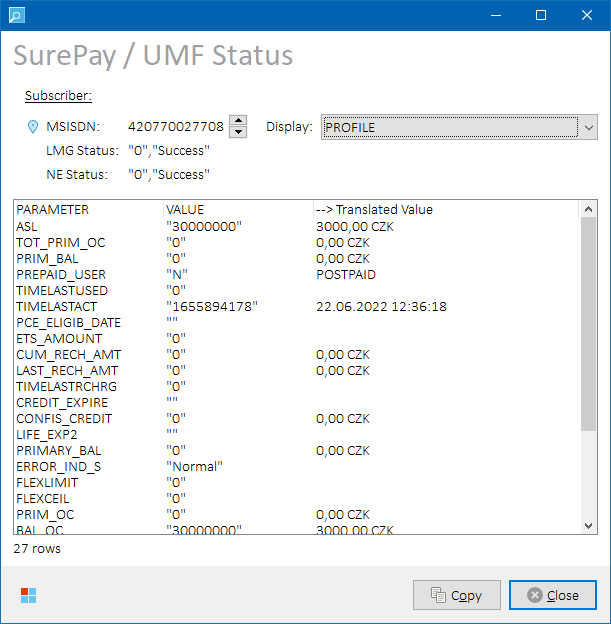 SurePay / UMF Status
Subscriber:
MSISDN: 420770027708 Display: PROFILE
LMG Status: "0","Success"
NE Status: "0","Success"
PARAMETER VALUE --> Translated Value
ASL "30000000" 3000,00 CZK
TOT_PRIM_OC "0" 0,00 CZK
PRIM_BAL "0" 0,00 CZK
PREPAID_USER "N" POSTPAID
TIMELASTUSED "0"
TIMELASTACT "1655894178" 22.06.2022 12:36:18
PCE_ELIGIB_DATE ""
ETS_AMOUNT "0"
CUM_RECH_AMT "0" 0,00 CZK
LAST_RECH_AMT "0" 0,00 CZK
TIMELASTRCHRG "0"
CREDIT_EXPIRE ""
CONFIS_CREDIT "0" 0,00 CZK
LIFE_EXP2 ""
PRIMARY_BAL "0" 0,00 CZK
ERROR_IND_S "Normal"
FLEXLIMIT "0"
FLEXCEIL "0"
PRIM_OC "0" 0,00 CZK
BAL_OC "30000000" 3000,00 CZK
27 rows
Copy Close